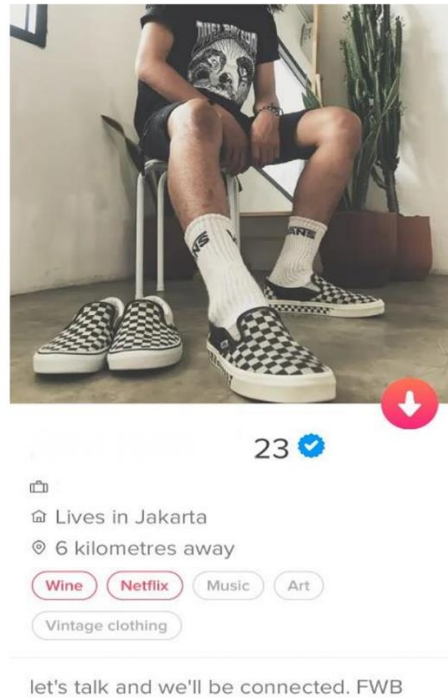 VANS
23
Lives in Jakarta
6 kilometres away
Wine Netflix Music Art
Vintage clothing
let's talk and we'll be connected. FWB